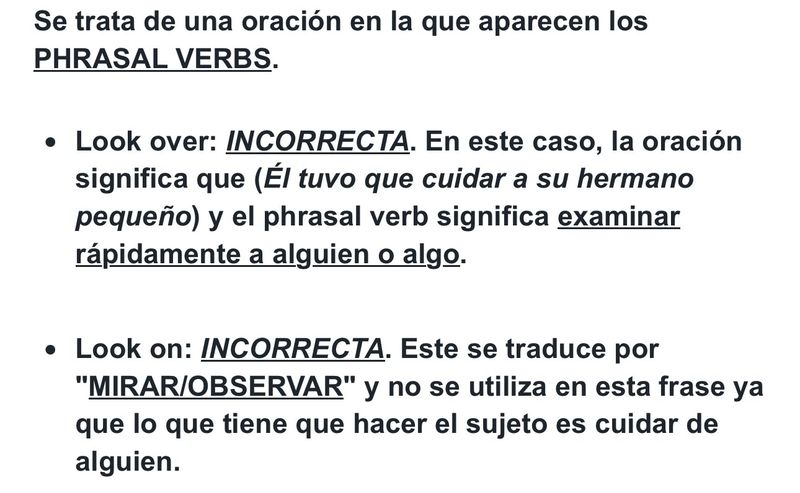 Se trata de una oración en la que aparecen los
PHRASAL VERBS.
• Look over: INCORRECTA. En este caso, la oración
significa que (Él tuvo que cuidar a su hermano
pequeño) y el phrasal verb significa examinar
rápidamente a alguien o algo.
• Look on: INCORRECTA. Este se traduce por
"MIRAR/OBSERVAR" y no se utiliza en esta frase ya
que lo que tiene que hacer el sujeto es cuidar de
alguien.